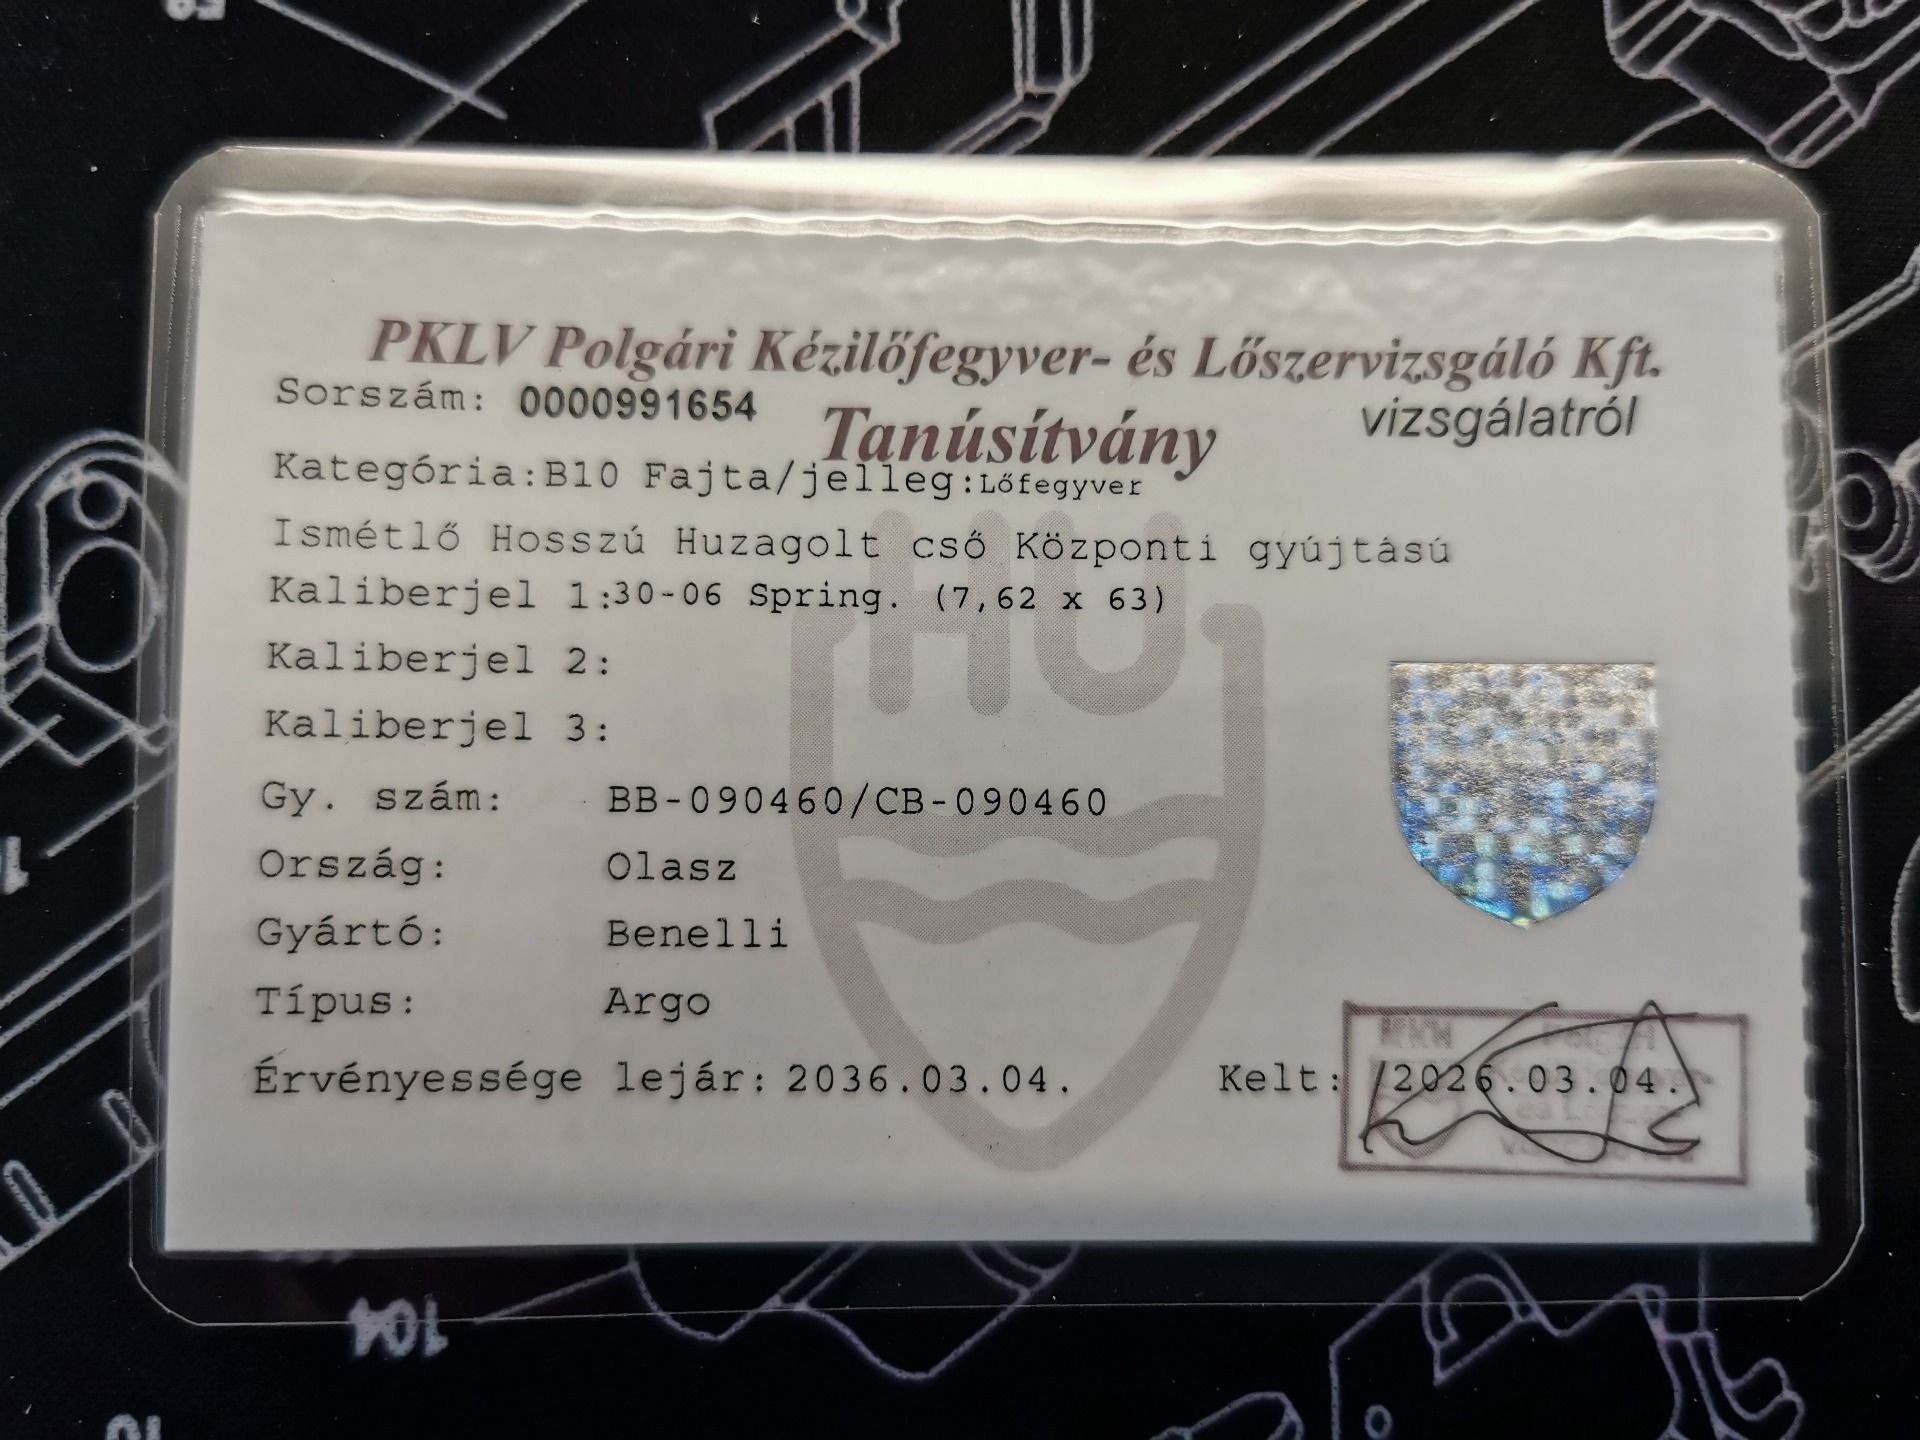 PKLV Polgári Kézilőfegyver- és Lőszervizsgáló Kft.
Sorszám: 0000991654
Tanúsítvány
vizsgálatról
Kategória:B10 Fajta/jelleg:Lőfegyver
Ismétlő Hosszú Huzagolt cső Központi gyújtású
Kaliberjel 1:30-06 Spring. (7,62 x 63)
Kaliberjel 2:
Kaliberjel 3:
HU
Gy. szám: BB-090460/CB-090460
Ország: Olasz
Gyártó: Benelli
Típus: Argo
Érvényessége lejár: 2036.03.04. Kelt: 2026.03.04.
104